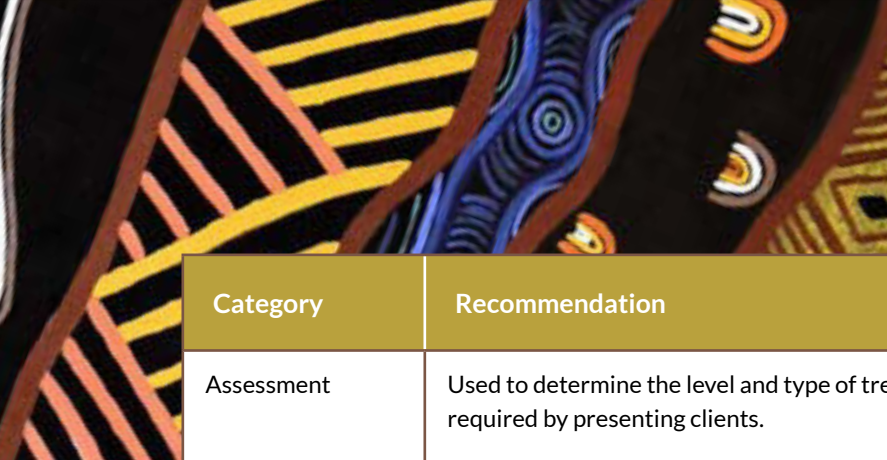 Category
Recommendation
Assessment
Used to determine the level and type of
required by presenting clients.